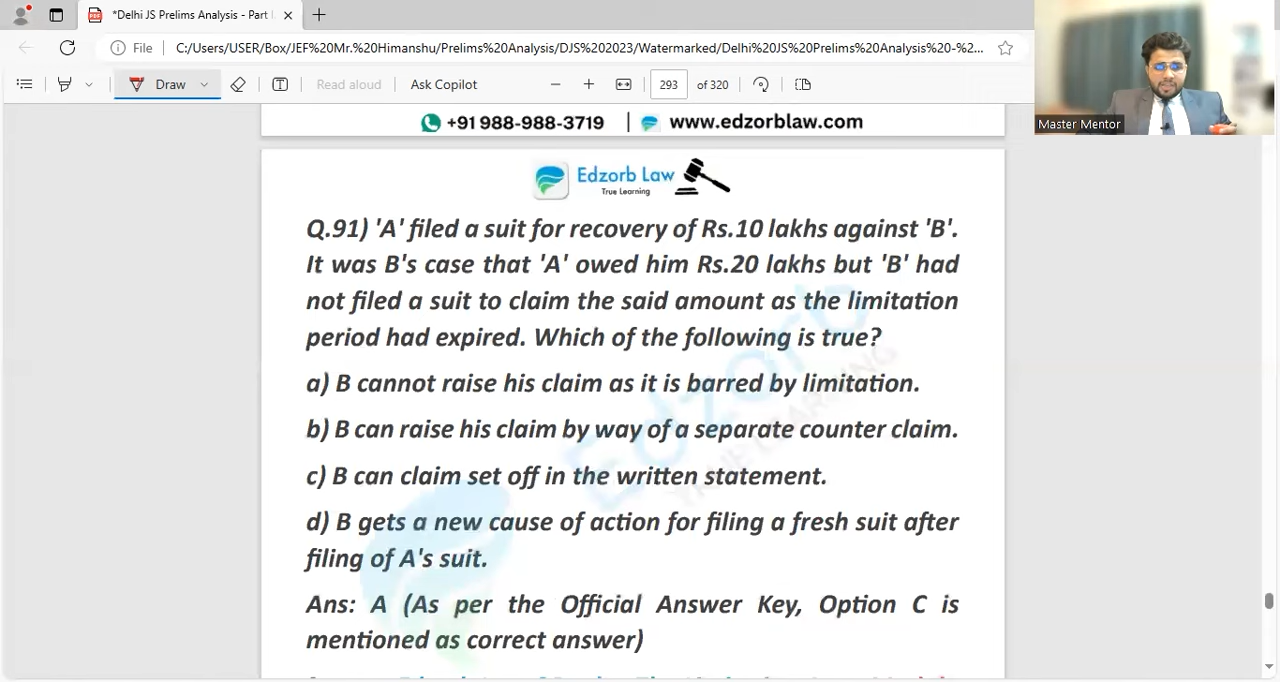 *Delhi JS Prelims Analysis - Part I
File
C:/Users/USER/Box/JEF%20Mr.%20Himanshu/Prelims%20Analysis/DJS%202023/Watermarked/Delhi%20JS%20Prelims%20Analysis%20-%2...
Draw
Read aloud
Ask Copilot
293 of 320
Master Mentor
+91 988-988-3719 | www.edzorblaw.com
Edzorb Law
True Learning
Q.91) 'A' filed a suit for recovery of Rs.10 lakhs against 'B'.
It was B's case that 'A' owed him Rs.20 lakhs but 'B' had
not filed a suit to claim the said amount as the limitation
period had expired. Which of the following is true?
a) B cannot raise his claim as it is barred by limitation.
b) B can raise his claim by way of a separate counter claim.
c) B can claim set off in the written statement.
d) B gets a new cause of action for filing a fresh suit after
filing of A's suit.
Ans: A (As per the Official Answer Key, Option C is
mentioned as correct answer)